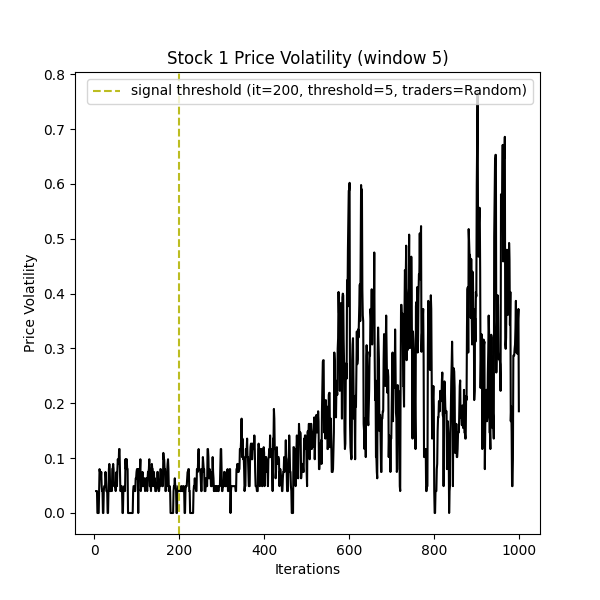 Stock 1 Price Volatility (window 5)
signal threshold (it=200, threshold=5, traders=Random)
Price Volatility
0.8
0.7
0.6
0.5
0.4
0.3
0.2
0.1
0.0
0 200 400 600 800 1000
Iterations